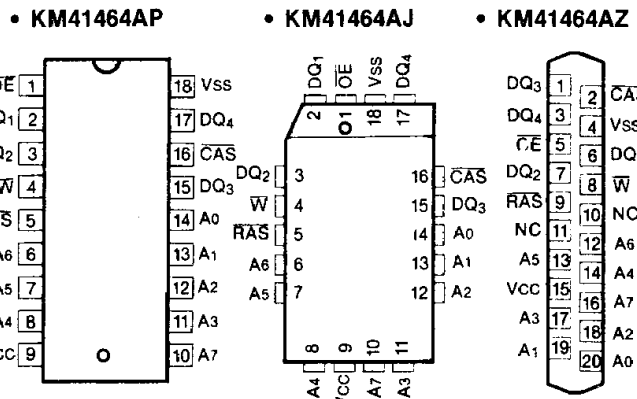 • KM41464AP
OE 1
18 Vss
Q1 2
17 DQ4
Q2 3
16 CAS
W 4
15 DQ3
S 5
14 A0
A6 6
13 A1
A5 7
12 A2
A4 8
11 A3
CC 9
10 A7
• KM41464AJ
DQ1 OE Vss DQ4
2 1 18 17
DQ2 3
16 CAS
W 4
15 DQ3
RAS 5
14 A0
A6 6
13 A1
A5 7
12 A2
8 9 10 11
A4 VCC A7 A3
• KM41464AZ
DQ3 1
2 CAS
DQ4 3
4 Vss
5
6 DQ
DQ2 7
8 W
RAS 9
10 NC
NC 11
12 A6
A5 13
14 A4
VCC 15
16 A7
A3 17
18 A2
A1 19
20 A0